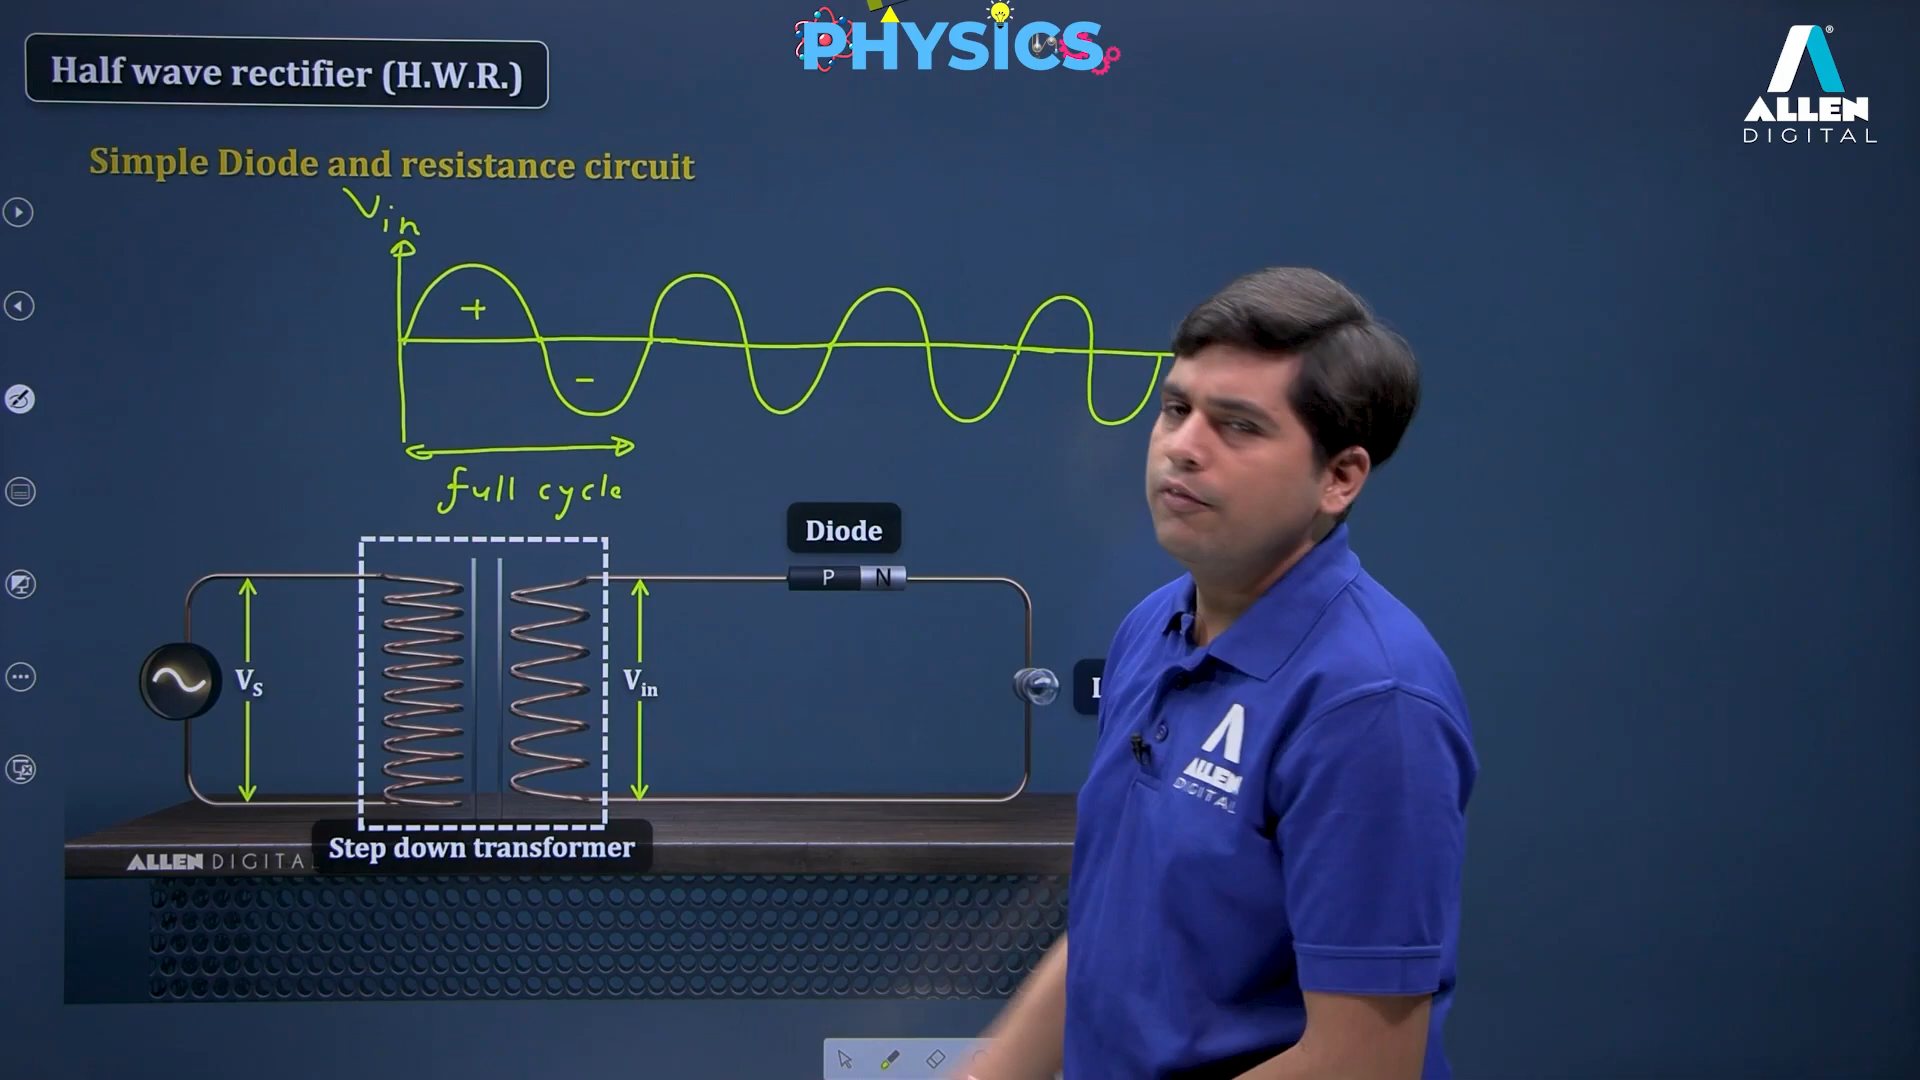 PHYSICS
Half wave rectifier (H.W.R.)
ALLEN
DIGITAL
Simple Diode and resistance circuit
Vin
+
-
full cycle
Diode
P N
VS
Vin
L
ALLEN
DIGITAL
Step down transformer
ALLEN DIGITA